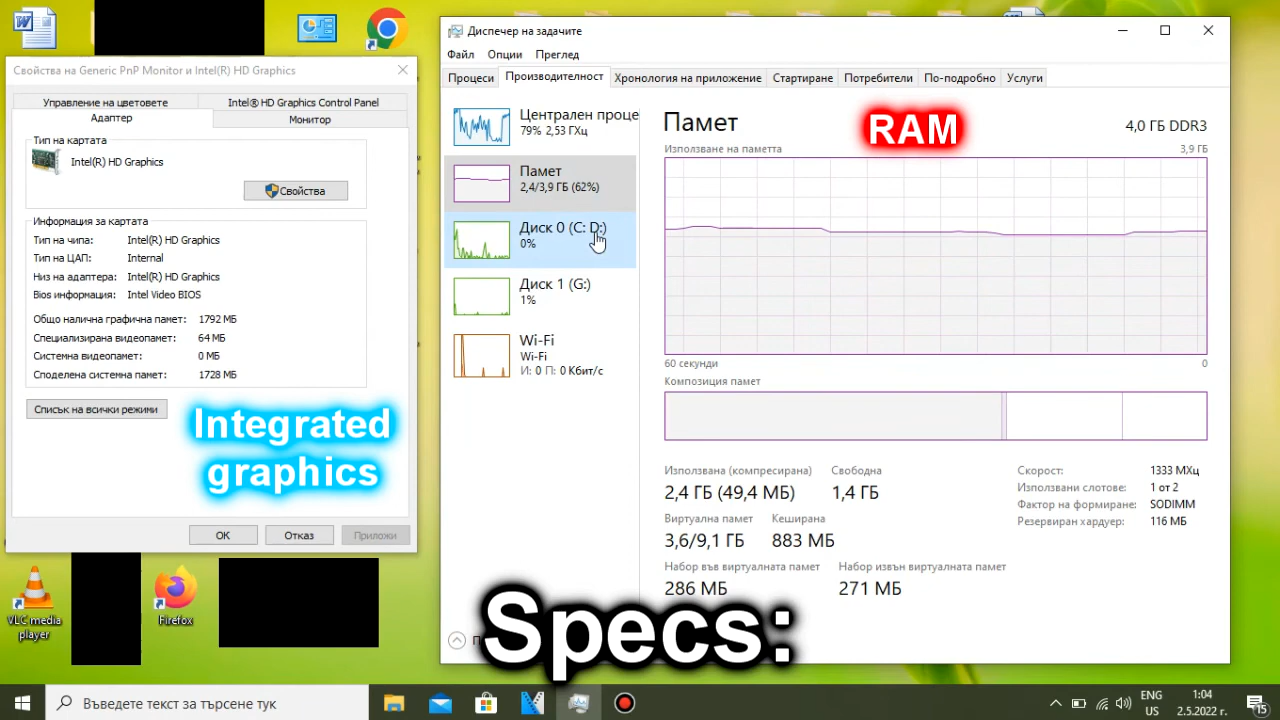 Свойства на Generic PnP Monitor и Intel(R) HD Graphics
Управление на цветовете
Intel® HD Graphics Control Panel
Адаптер
Монитор
Тип на картата
Intel(R) HD Graphics
Свойства
Информация за картата
Тип на чипа: Intel(R) HD Graphics
Тип на ЦАП: Internal
Низ на адаптера: Intel(R) HD Graphics
Bios информация: Intel Video BIOS
Общо налична графична памет: 1792 МБ
Специализирана видеопамет: 64 МБ
Системна видеопамет: 0 МБ
Споделена системна памет: 1728 МБ
Списък на всички режими
Integrated
graphics
ОК
Отказ
Приложи
VLC media
player
Firefox
Диспечер на задачите
Файл Опции Преглед
Процеси Производителност Хронология на приложение Стартиране Потребители По-подробно Услуги
Централен проце
79% 2,53 ГХц
Памет
2,4/3,9 ГБ (62%)
Диск 0 (C: D:)
0%
Диск 1 (G:)
1%
Wi-Fi
Wi-Fi
И: 0 П: 0 Кбит/с
Памет
RAM
4,0 ГБ DDR3
Използване на паметта
3,9 ГБ
60 секунди
0
Композиция памет
Използвана (компресирана) Свободна
2,4 ГБ (49,4 МБ) 1,4 ГБ
Виртуална памет Кеширана
3,6/9,1 ГБ 883 МБ
Набор във виртуалната памет Набор извън виртуалната памет
286 МБ 271 МБ
Скорост: 1333 МХц
Използвани слотове: 1 от 2
Фактор на формиране: SODIMM
Резервиран хардуер: 116 МБ
Specs:
Въведете текст за търсене тук
ENG
US
1:04
2.5.2022 г.
15